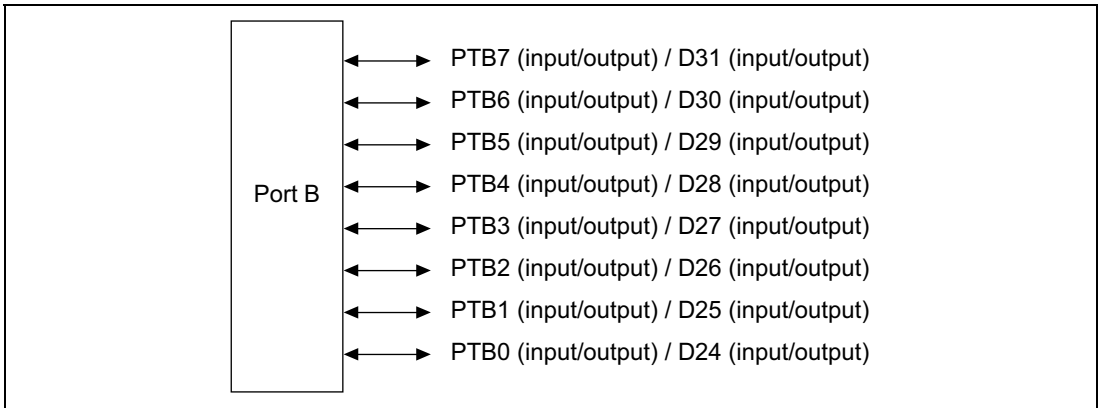 PTB7 (input/output) / D31 (input/output)
PTB6 (input/output) / D30 (input/output)
PTB5 (input/output) / D29 (input/output)
PTB4 (input/output) / D28 (input/output)
Port B
PTB3 (input/output) / D27 (input/output)
PTB2 (input/output) / D26 (input/output)
PTB1 (input/output) / D25 (input/output)
PTB0 (input/output) / D24 (input/output)